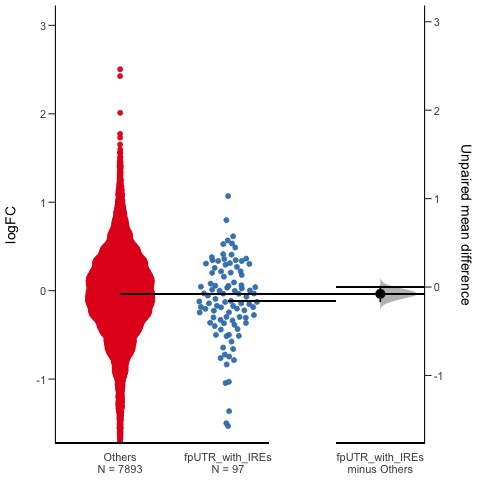 3
2
1
0
-1
logFC
Others
N = 7893
fpUTR_with_IREs
N = 97
fpUTR_with_IREs
minus Others
3
2
1
0
-1
Unpaired mean difference